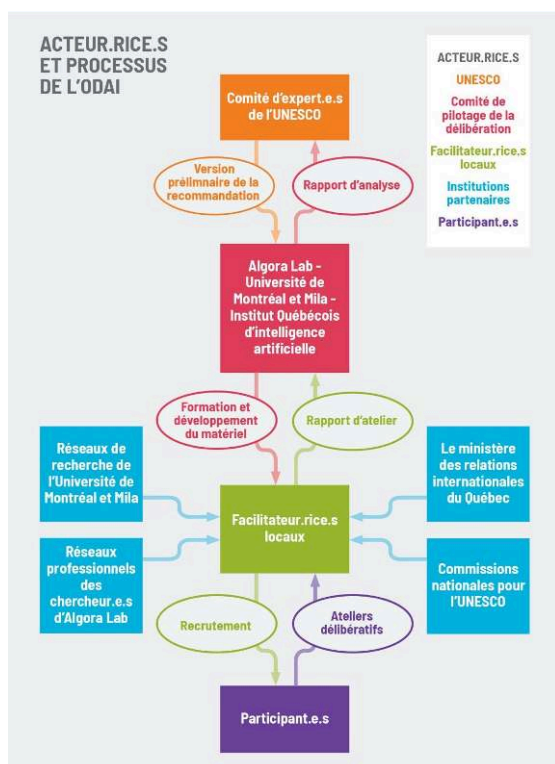 ACTEUR.RICE.S
ET PROCESSUS
DE L'ODAI
ACTEUR.RICE.S
UNESCO
Comité de
pilotage de la
délibération
Facilitateur.rice.s
locaux
Institutions
partenaires
Participant.e.s
Comité d'expert.e.s
de l'UNESCO
Version
prélimnaire de la
recommandation
Rapport d'analyse
Algora Lab -
Université de
Montréal et Mila -
Institut Québécois
d'intelligence
artificielle
Formation et
développement
du matériel
Rapport d'atelier
Réseaux de
recherche de
l'Université de
Montréal et Mila
Le ministère
des relations
internationales
du Québec
Facilitateur.rice.s
locaux
Réseaux
professionnels
des
chercheur.e.s
d'Algora Lab
Commissions
nationales pour
l'UNESCO
Recrutement
Ateliers
délibératifs
Participant.e.s